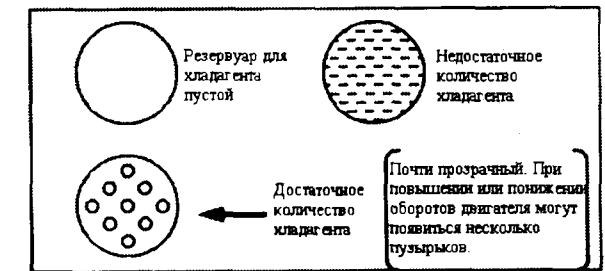 Резервуар для
хладагента
пустой
Недостаточное
количество
хладагента
Достаточное
количество
хладагента
Почти прозрачный. При
повышении или понижении
оборотов двигателя могут
появиться несколько
пузырьков.